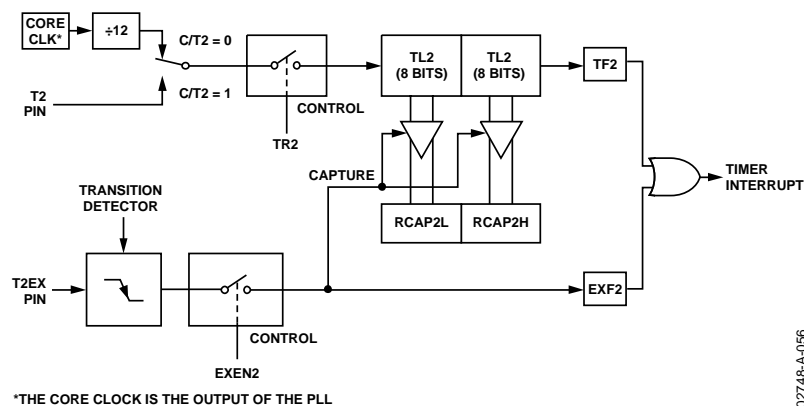 CORE
CLK*
÷12
C/T2 = 0
C/T2 = 1
T2
PIN
CONTROL
TR2
TL2
(8 BITS)
TL2
(8 BITS)
TF2
CAPTURE
TIMER
INTERRUPT
TRANSITION
DETECTOR
RCAP2L
RCAP2H
T2EX
PIN
EXF2
CONTROL
EXEN2
*THE CORE CLOCK IS THE OUTPUT OF THE PLL
02748-A-056